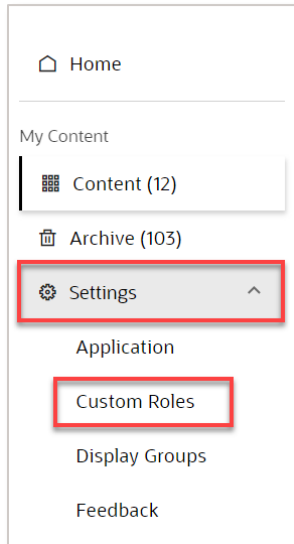 Home
My Content
Content (12)
Archive (103)
Settings
Application
Custom Roles
Display Groups
Feedback